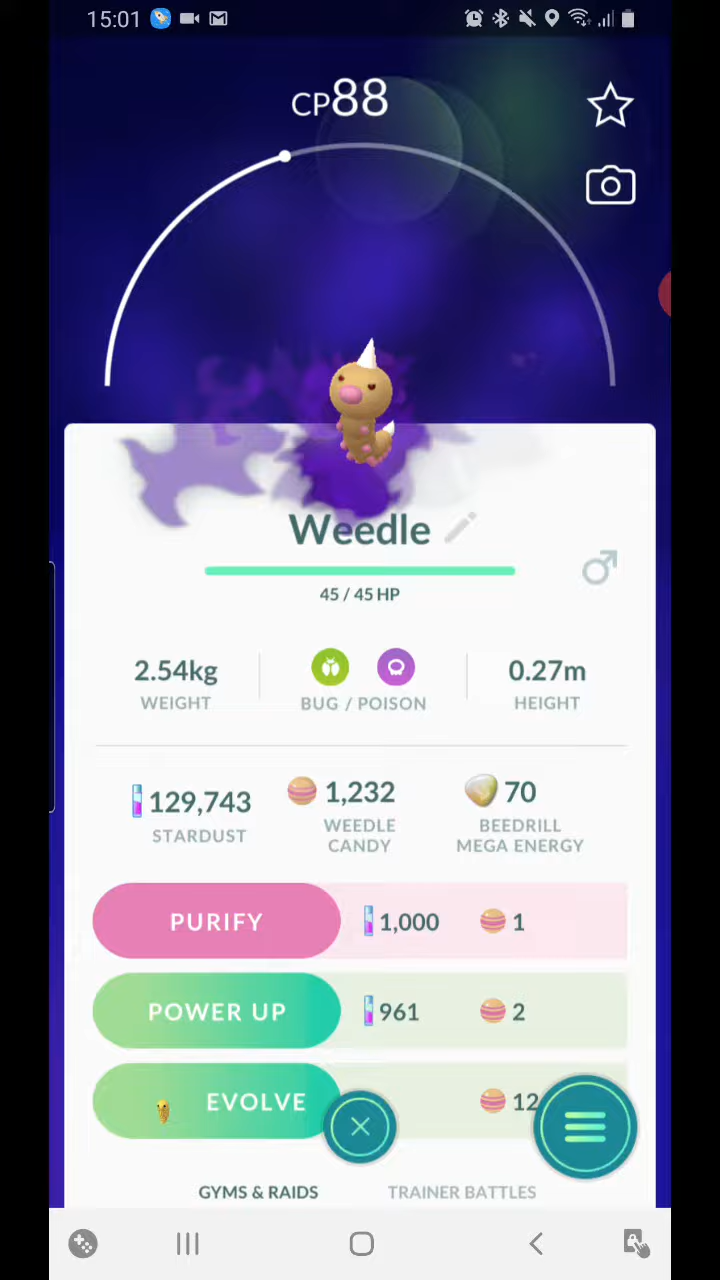 15:01
CP88
Weedle
45 / 45 HP
2.54kg
WEIGHT
BUG / POISON
0.27m
HEIGHT
129,743
STARDUST
1,232
WEEDLE
CANDY
70
BEEDRILL
MEGA ENERGY
PURIFY 1,000 1
POWER UP 961 2
EVOLVE 12
GYMS & RAIDS TRAINER BATTLES